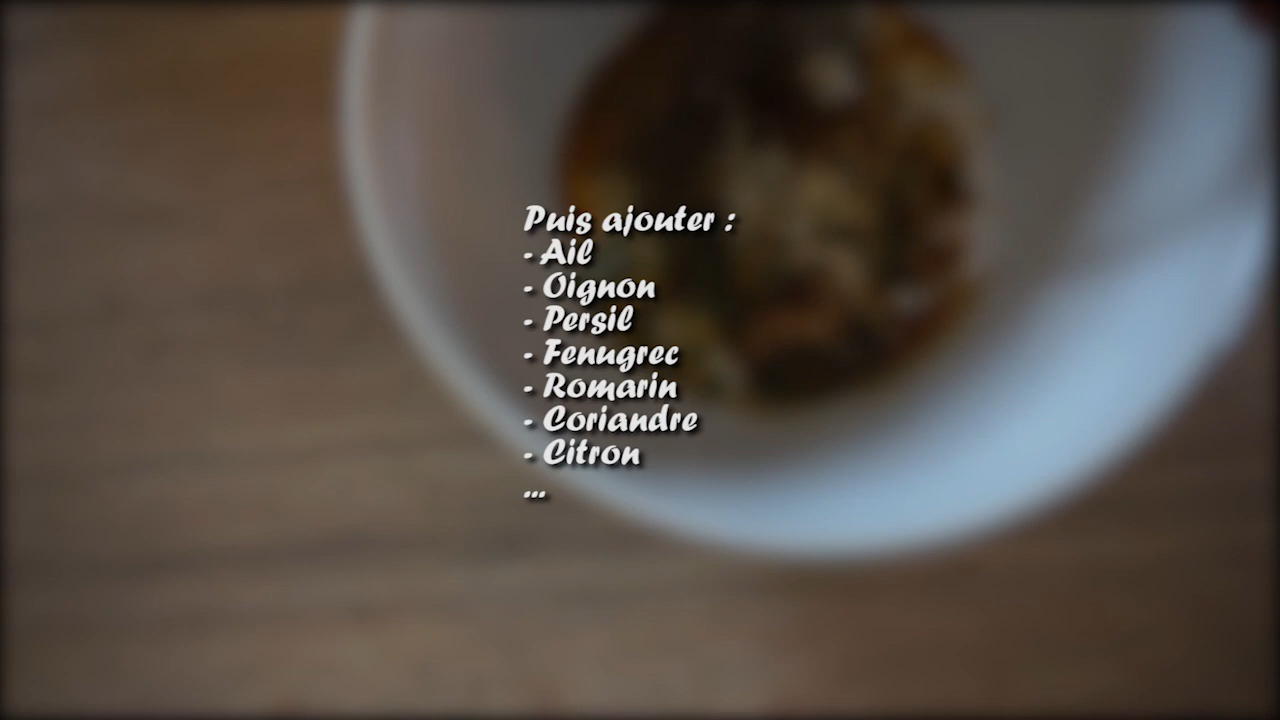 Puis ajouter :
- Ail
- Oignon
- Persil
- Fenugrec
- Romarin
- Coriandre
- Citron
...